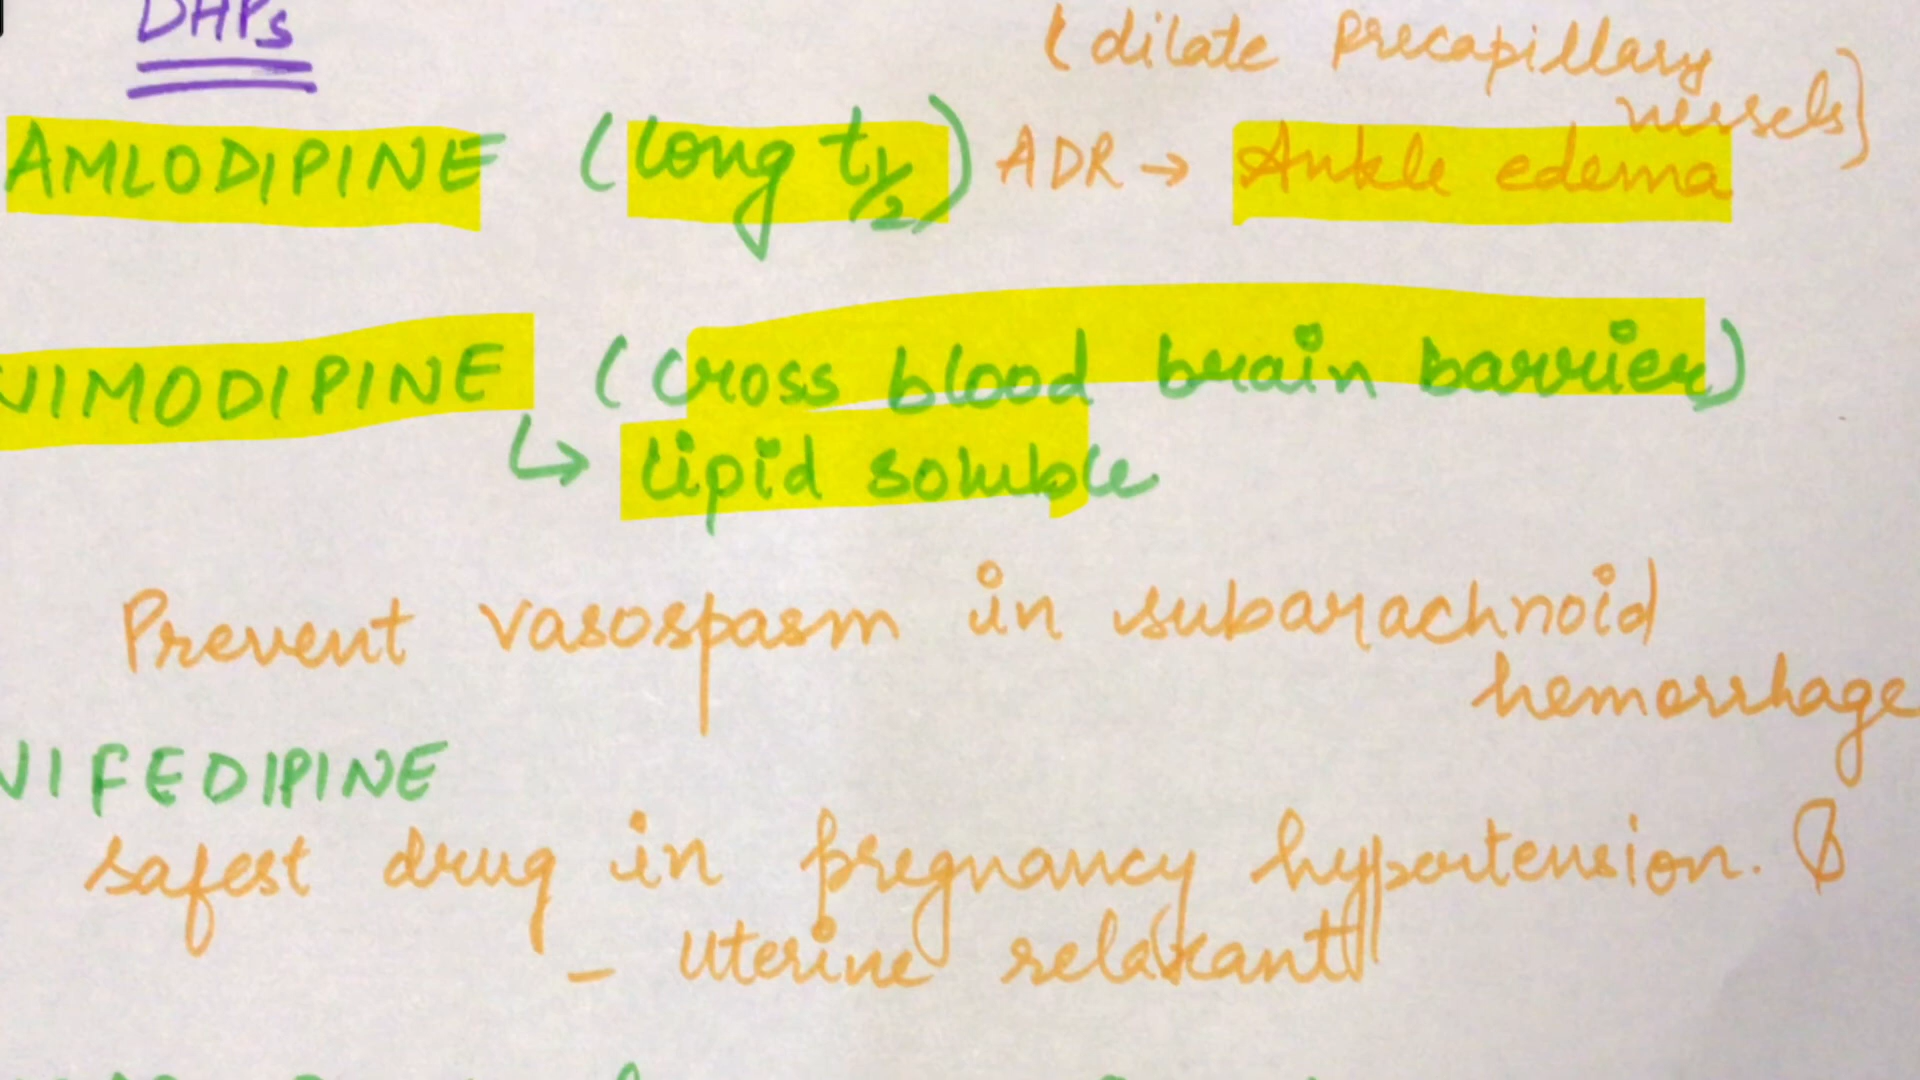 DHPs
(dilate Precapillary
vessels]
AMLODIPINE (long t1/2) ADR → Ankle edema
NIMODIPINE (Cross blood brain barrier)
↳ lipid soluble
Prevent vasospasm in subarachnoid
hemorrhage
NIFEDIPINE
safest drug in pregnancy hypertension.
- Uterine relaxant